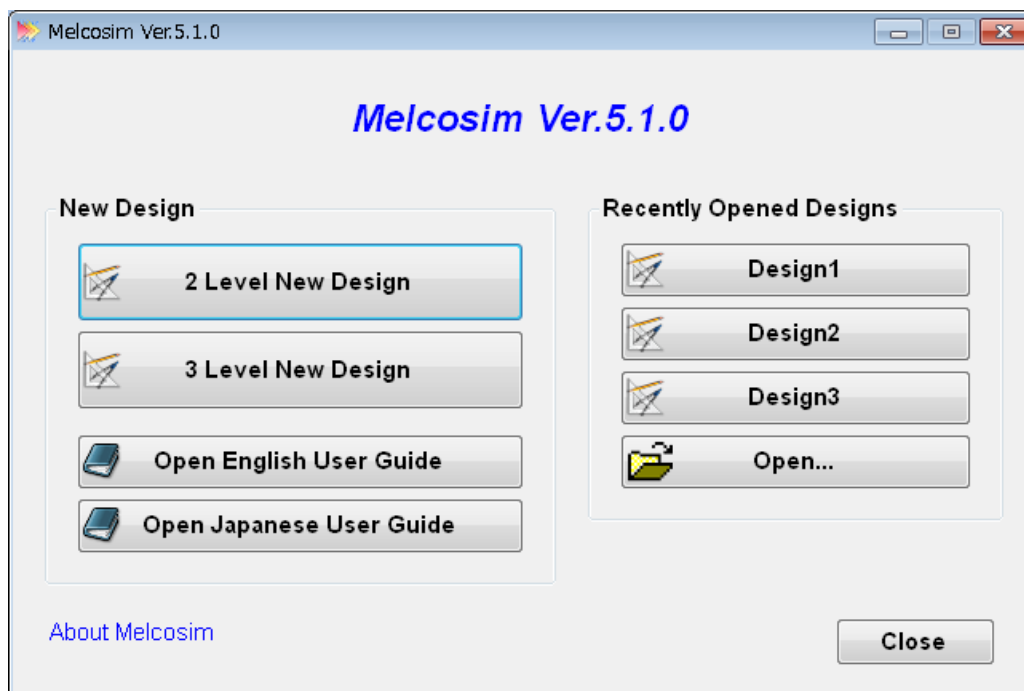 Melcosim Ver.5.1.0
Melcosim Ver.5.1.0
New Design
2 Level New Design
3 Level New Design
Open English User Guide
Open Japanese User Guide
Recently Opened Designs
Design1
Design2
Design3
Open...
About Melcosim
Close